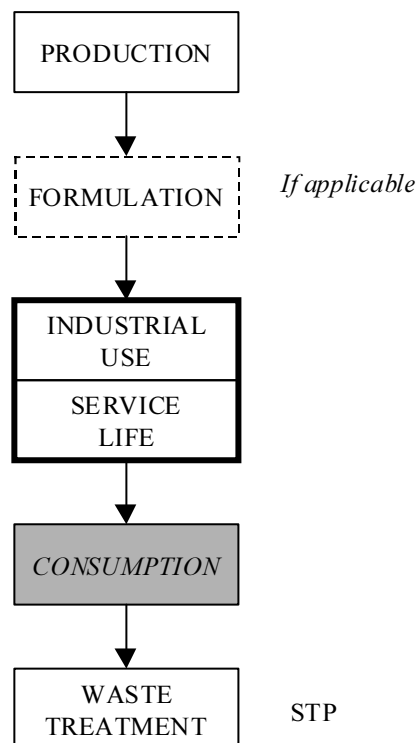 PRODUCTION
FORMULATION
If applicable
INDUSTRIAL
USE
SERVICE
LIFE
CONSUMPTION
WASTE
TREATMENT
STP